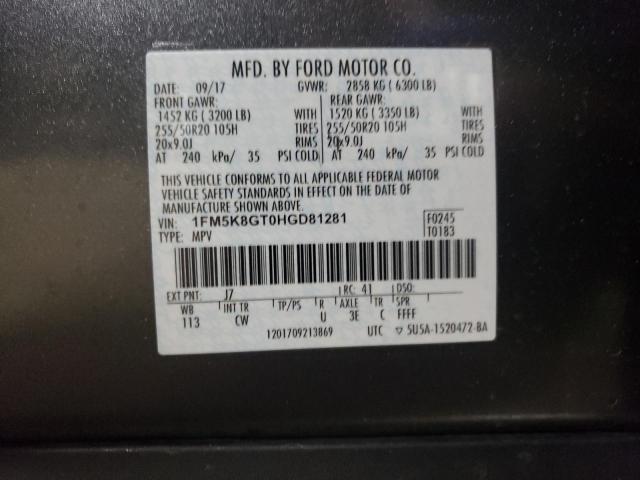 MFD. BY FORD MOTOR CO.
DATE: 09/17 GVWR: 2858 KG ( 6300 LB)
FRONT GAWR: REAR GAWR:
1452 KG ( 3200 LB) WITH 1520 KG ( 3350 LB) WITH
255/50R20 105H TIRES 255/50R20 105H TIRES
20x9.0J RIMS 20x9.0J RIMS
AT 240 kPa/ 35 PSI COLD AT 240 kPa/ 35 PSI COLD
THIS VEHICLE CONFORMS TO ALL APPLICABLE FEDERAL MOTOR
VEHICLE SAFETY STANDARDS IN EFFECT ON THE DATE OF
MANUFACTURE SHOWN ABOVE.
VIN: 1FM5K8GT0HGD81281 F0245
TYPE: MPV T0183
EXT PNT: J7 RC: 41 DSO:
WB INT TR TP/PS R AXLE TR SPR
113 CW U 3E C FFFF
1201709213869 UTC ▽ 5U5A-1520472-BA